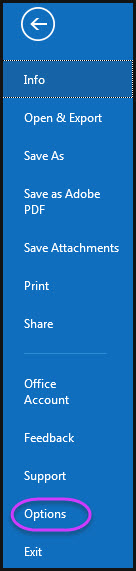 Info
Open & Export
Save As
Save as Adobe
PDF
Save Attachments
Print
Share
Office
Account
Feedback
Support
Options
Exit